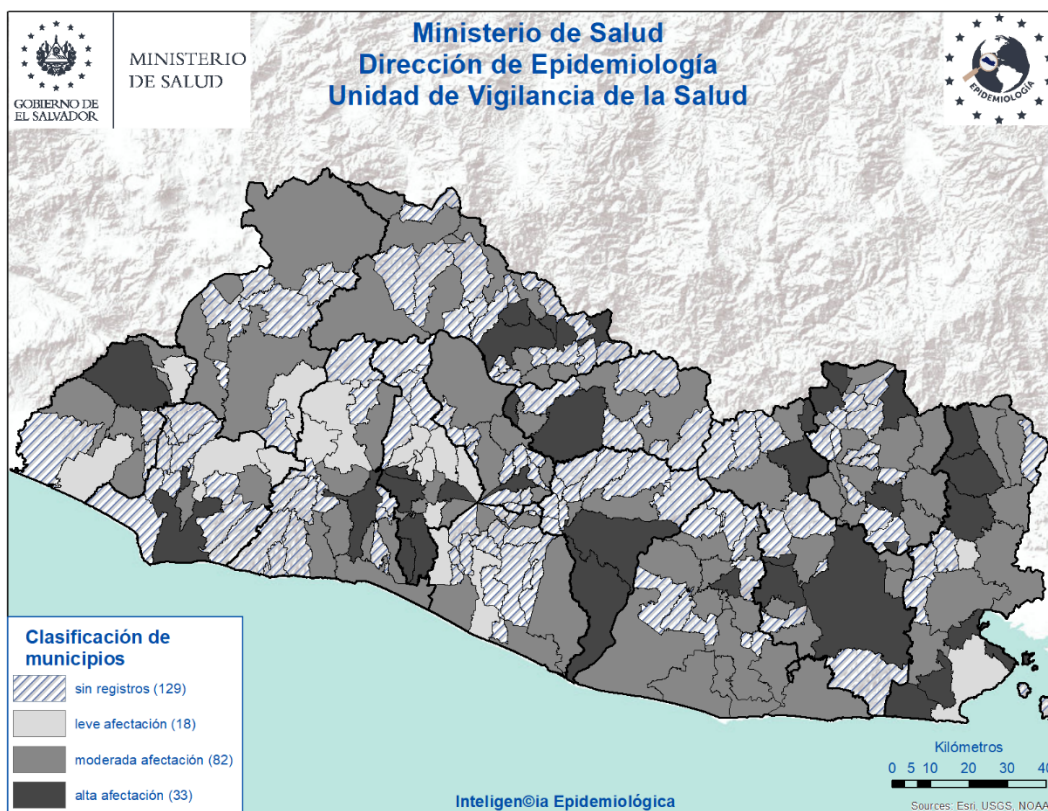 Ministerio de Salud
Dirección de Epidemiología
Unidad de Vigilancia de la Salud
GOBIERNO DE
EL SALVADOR
MINISTERIO
DE SALUD
EPIDEMIOLOGÍA
Clasificación de
municipios
sin registros (129)
leve afectación (18)
moderada afectación (82)
alta afectación (33)
Kilómetros
0 5 10 20 30 40
Inteligen©ia Epidemiológica
Sources: Esri, USGS, NOAA